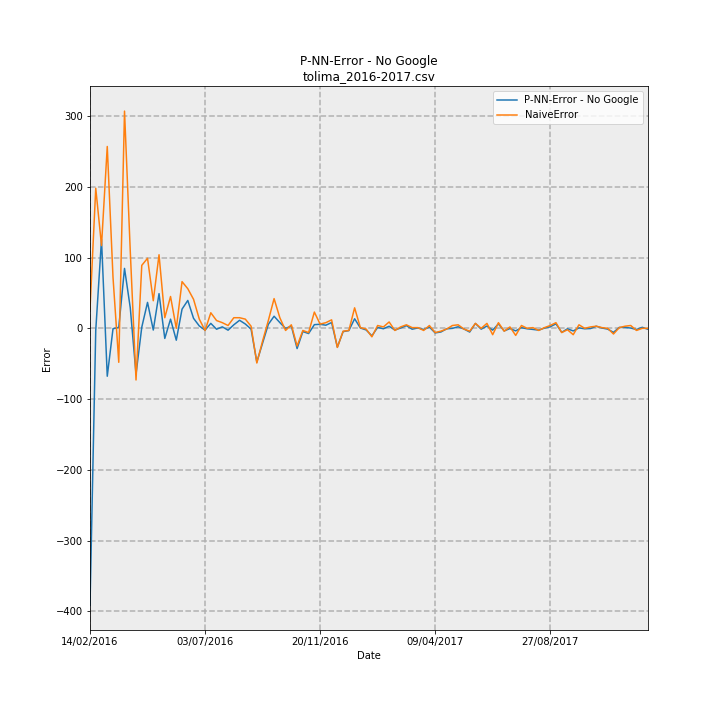 P-NN-Error - No Google
tolima_2016-2017.csv
P-NN-Error - No Google
NaiveError
300
200
100
0
−100
−200
−300
−400
Error
14/02/2016 03/07/2016 20/11/2016 09/04/2017 27/08/2017
Date